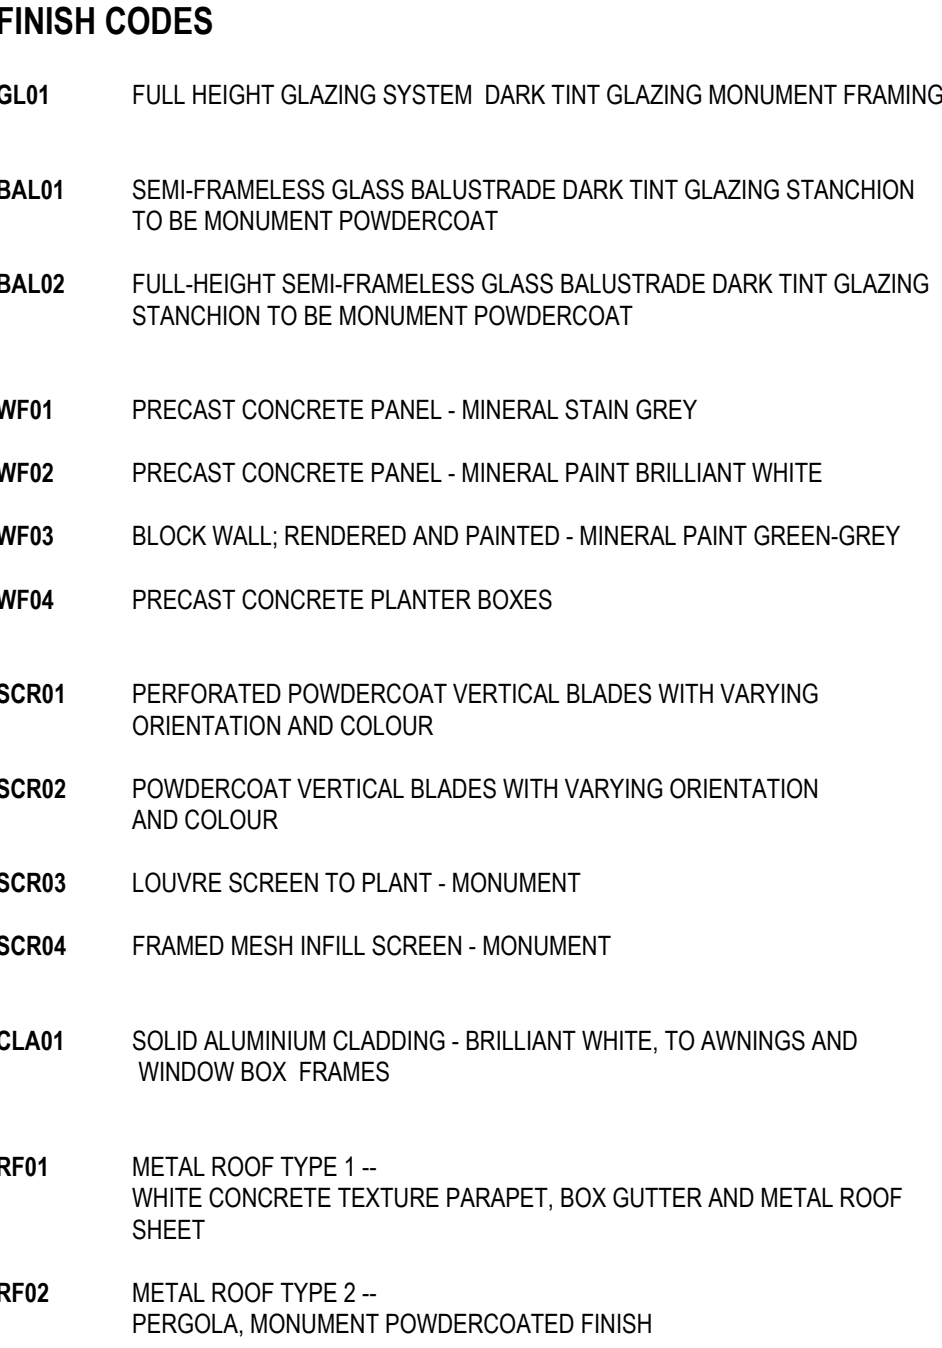 FINISH CODES
GL01 FULL HEIGHT GLAZING SYSTEM DARK TINT GLAZING MONUMENT FRAMING
BAL01 SEMI-FRAMELESS GLASS BALUSTRADE DARK TINT GLAZING STANCHION
TO BE MONUMENT POWDERCOAT
BAL02 FULL-HEIGHT SEMI-FRAMELESS GLASS BALUSTRADE DARK TINT GLAZING
STANCHION TO BE MONUMENT POWDERCOAT
WF01 PRECAST CONCRETE PANEL - MINERAL STAIN GREY
WF02 PRECAST CONCRETE PANEL - MINERAL PAINT BRILLIANT WHITE
WF03 BLOCK WALL; RENDERED AND PAINTED - MINERAL PAINT GREEN-GREY
WF04 PRECAST CONCRETE PLANTER BOXES
SCR01 PERFORATED POWDERCOAT VERTICAL BLADES WITH VARYING
ORIENTATION AND COLOUR
SCR02 POWDERCOAT VERTICAL BLADES WITH VARYING ORIENTATION
AND COLOUR
SCR03 LOUVRE SCREEN TO PLANT - MONUMENT
SCR04 FRAMED MESH INFILL SCREEN - MONUMENT
CLA01 SOLID ALUMINIUM CLADDING - BRILLIANT WHITE, TO AWNINGS AND
WINDOW BOX FRAMES
RF01 METAL ROOF TYPE 1 --
WHITE CONCRETE TEXTURE PARAPET, BOX GUTTER AND METAL ROOF
SHEET
RF02 METAL ROOF TYPE 2 --
PERGOLA, MONUMENT POWDERCOATED FINISH